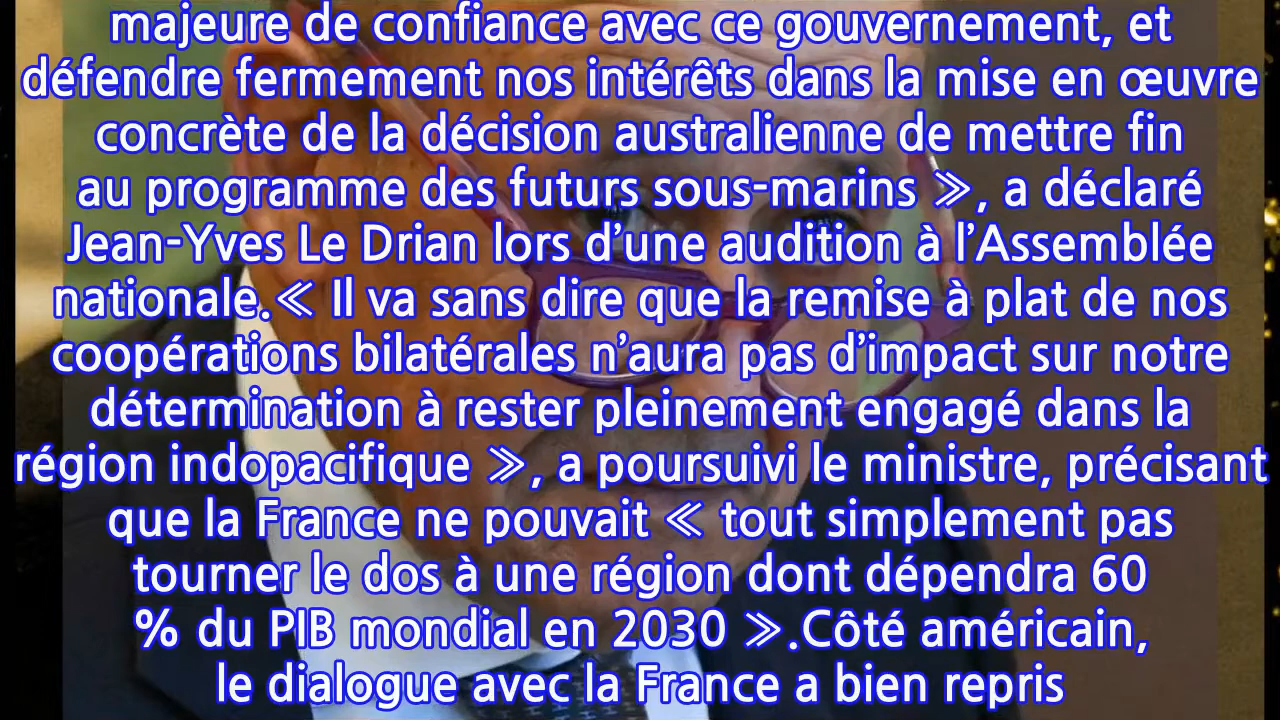 majeure de confiance avec ce gouvernement, et
défendre fermement nos intérêts dans la mise en œuvre
concrète de la décision australienne de mettre fin
au programme des futurs sous-marins », a déclaré
Jean-Yves Le Drian lors d’une audition à l’Assemblée
nationale.« Il va sans dire que la remise à plat de nos
coopérations bilatérales n’aura pas d’impact sur notre
détermination à rester pleinement engagé dans la
région indopacifique », a poursuivi le ministre, précisant
que la France ne pouvait « tout simplement pas
tourner le dos à une région dont dépendra 60
% du PIB mondial en 2030 ».Côté américain,
le dialogue avec la France a bien repris